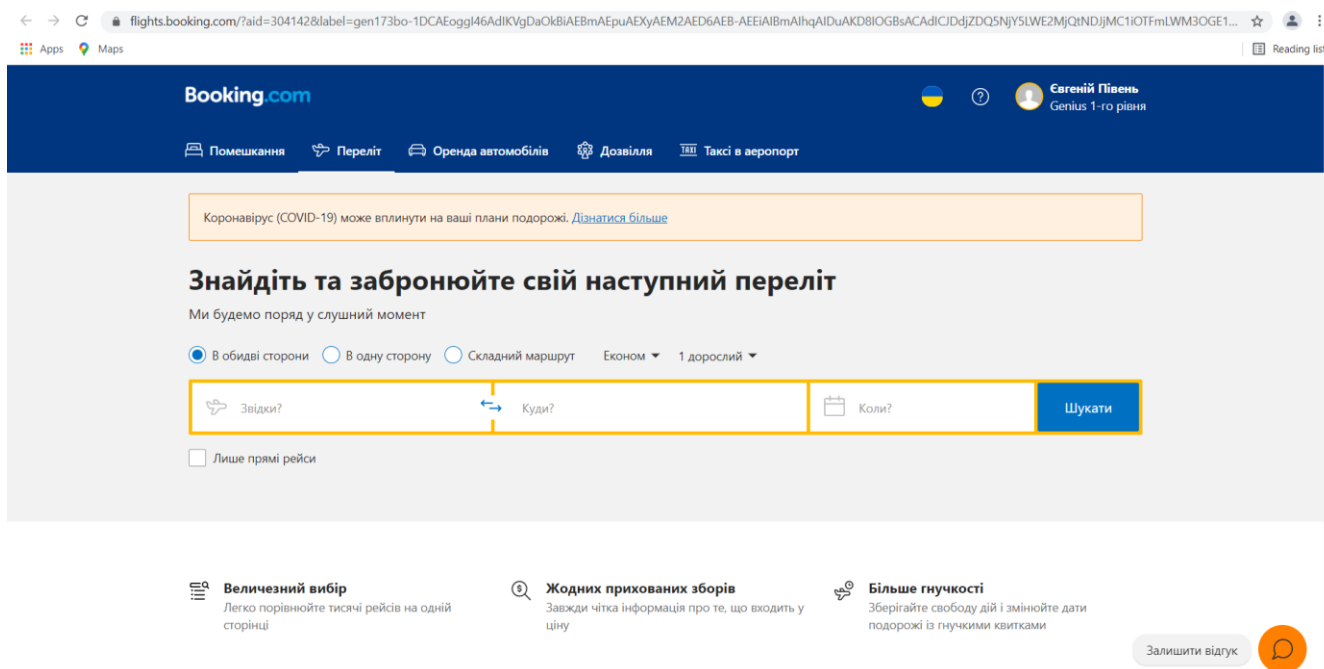 flights.booking.com/?aid=304142&label=gen173bo-1DCAEoggI46AdIKVgDaOkBiAEBmAEpuAEXyAEM2AED6AEB-AEEiAIBmAIhqAIDuAKD8IOGBsACAdICJDdjZDQ5NjY5LWE2MjQtNDJjMC1iOTFmLWM3OGE1...
Apps Maps Reading list
Booking.com
Євгеній Півень
Genius 1-го рівня
Помешкання Переліт Оренда автомобілів Дозвілля TAXI Таксі в аеропорт
Коронавірус (COVID-19) може вплинути на ваші плани подорожі. Дізнатися більше
Знайдіть та забронюйте свій наступний переліт
Ми будемо поряд у слушний момент
В обидві сторони В одну сторону Складний маршрут Економ 1 дорослий
Звідки? Куди? Коли? Шукати
Лише прямі рейси
Величезний вибір
Легко порівнюйте тисячі рейсів на одній
сторінці
Жодних прихованих зборів
Завжди чітка інформація про те, що входить у
ціну
Більше гнучкості
Зберігайте свободу дій і змінюйте дати
подорожі із гнучкими квитками
Залишити відгук